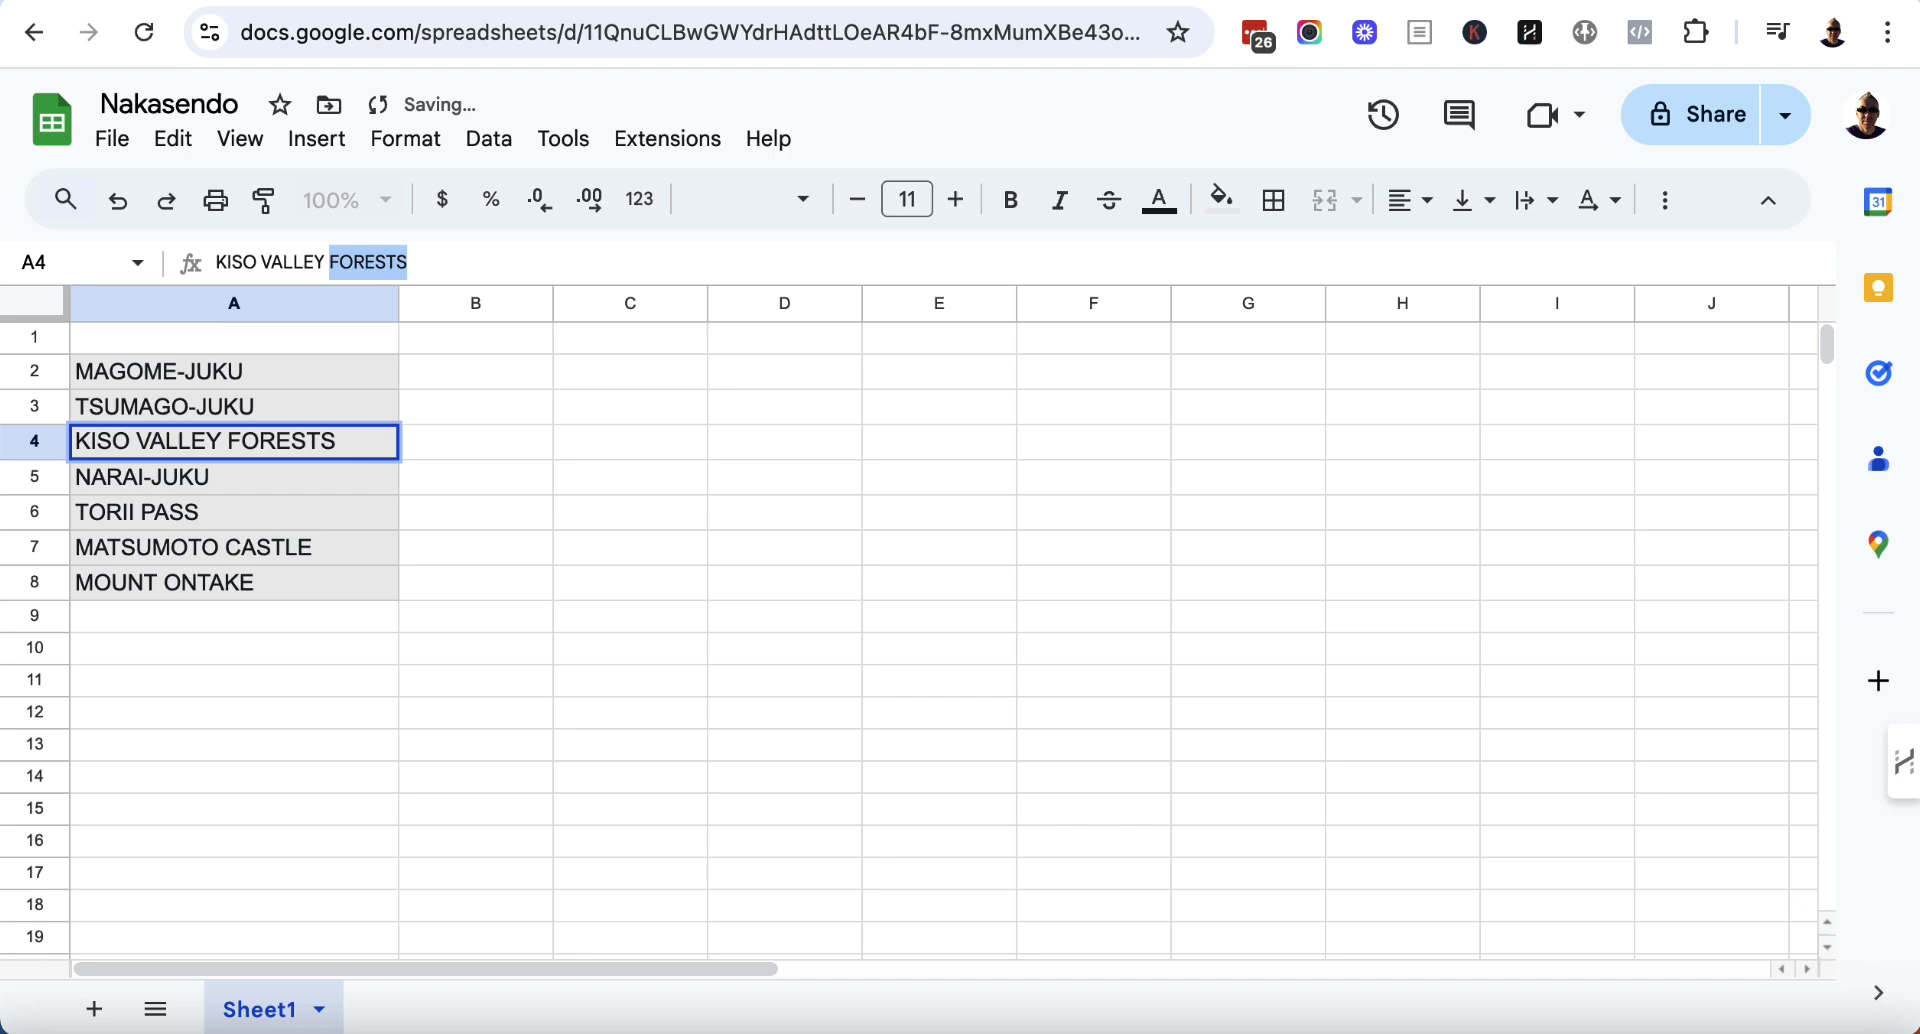 docs.google.com/spreadsheets/d/11QnuCLBwGWYdrHAdttLOeAR4bF-8mxMumXBe43o...
26
K
</>
Nakasendo
Saving...
File Edit View Insert Format Data Tools Extensions Help
Share
100% $ % .0 .00 123 11 B I S A A
31
A4 fx KISO VALLEY FORESTS
A B C D E F G H I J
1
2 MAGOME-JUKU
3 TSUMAGO-JUKU
4 KISO VALLEY FORESTS
5 NARAI-JUKU
6 TORII PASS
7 MATSUMOTO CASTLE
8 MOUNT ONTAKE
9
10
11
12
13
14
15
16
17
18
19
Sheet1